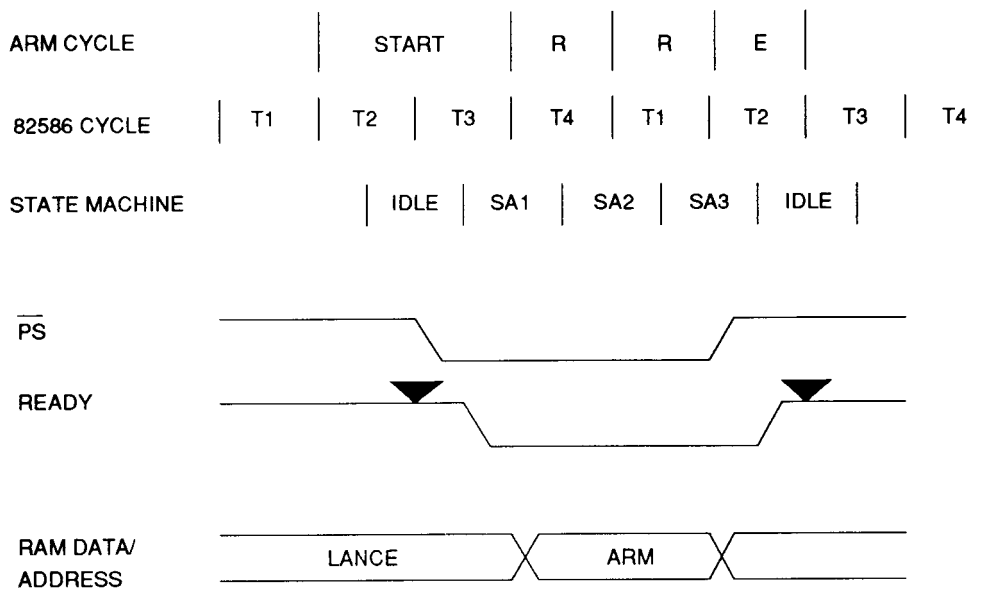 ARM CYCLE START R R E
82586 CYCLE T1 T2 T3 T4 T1 T2 T3 T4
STATE MACHINE IDLE SA1 SA2 SA3 IDLE
PS
READY
RAM DATA/
ADDRESS
LANCE ARM